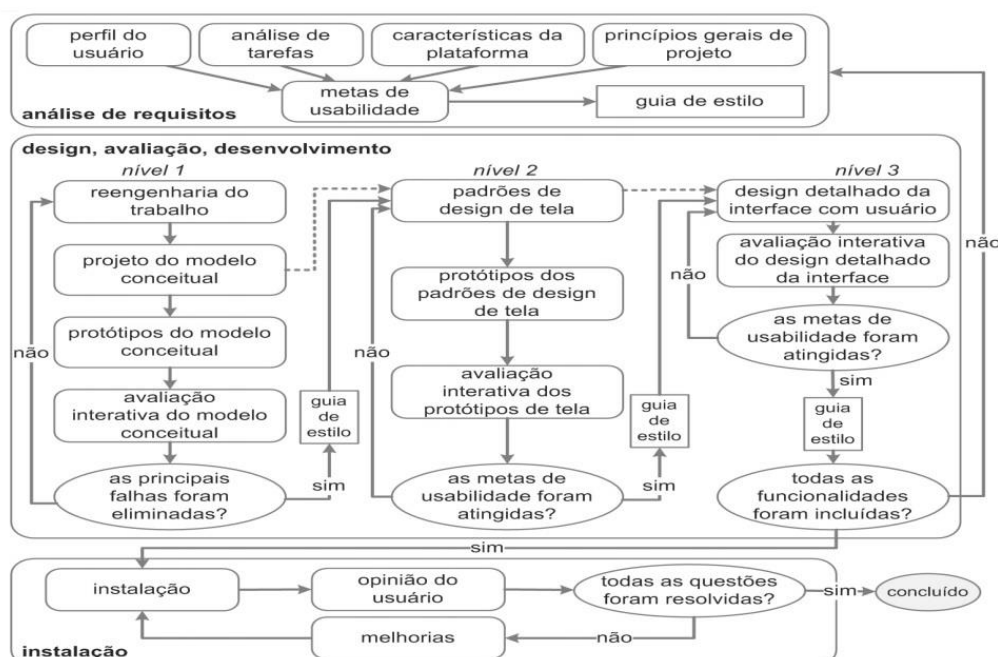 perfil do
usuário
análise de
tarefas
características da
plataforma
princípios gerais de
projeto
metas de
usabilidade
guia de estilo
análise de requisitos
design, avaliação, desenvolvimento
nível 1
reengenharia do
trabalho
projeto do modelo
conceitual
protótipos do modelo
conceitual
avaliação
interativa do modelo
conceitual
as principais
falhas foram
eliminadas?
não
sim
guia
de
estilo
nível 2
padrões de
design de tela
protótipos dos
padrões de design
de tela
avaliação
interativa dos
protótipos de tela
as metas de
usabilidade foram
atingidas?
não
sim
guia
de
estilo
nível 3
design detalhado da
interface com usuário
avaliação interativa
do design detalhado
da interface
as metas de
usabilidade foram
atingidas?
não
sim
guia
de estilo
todas as
funcionalidades
foram incluídas?
não
sim
instalação
opinião do
usuário
todas as questões
foram resolvidas?
sim
concluído
não
melhorias
instalação